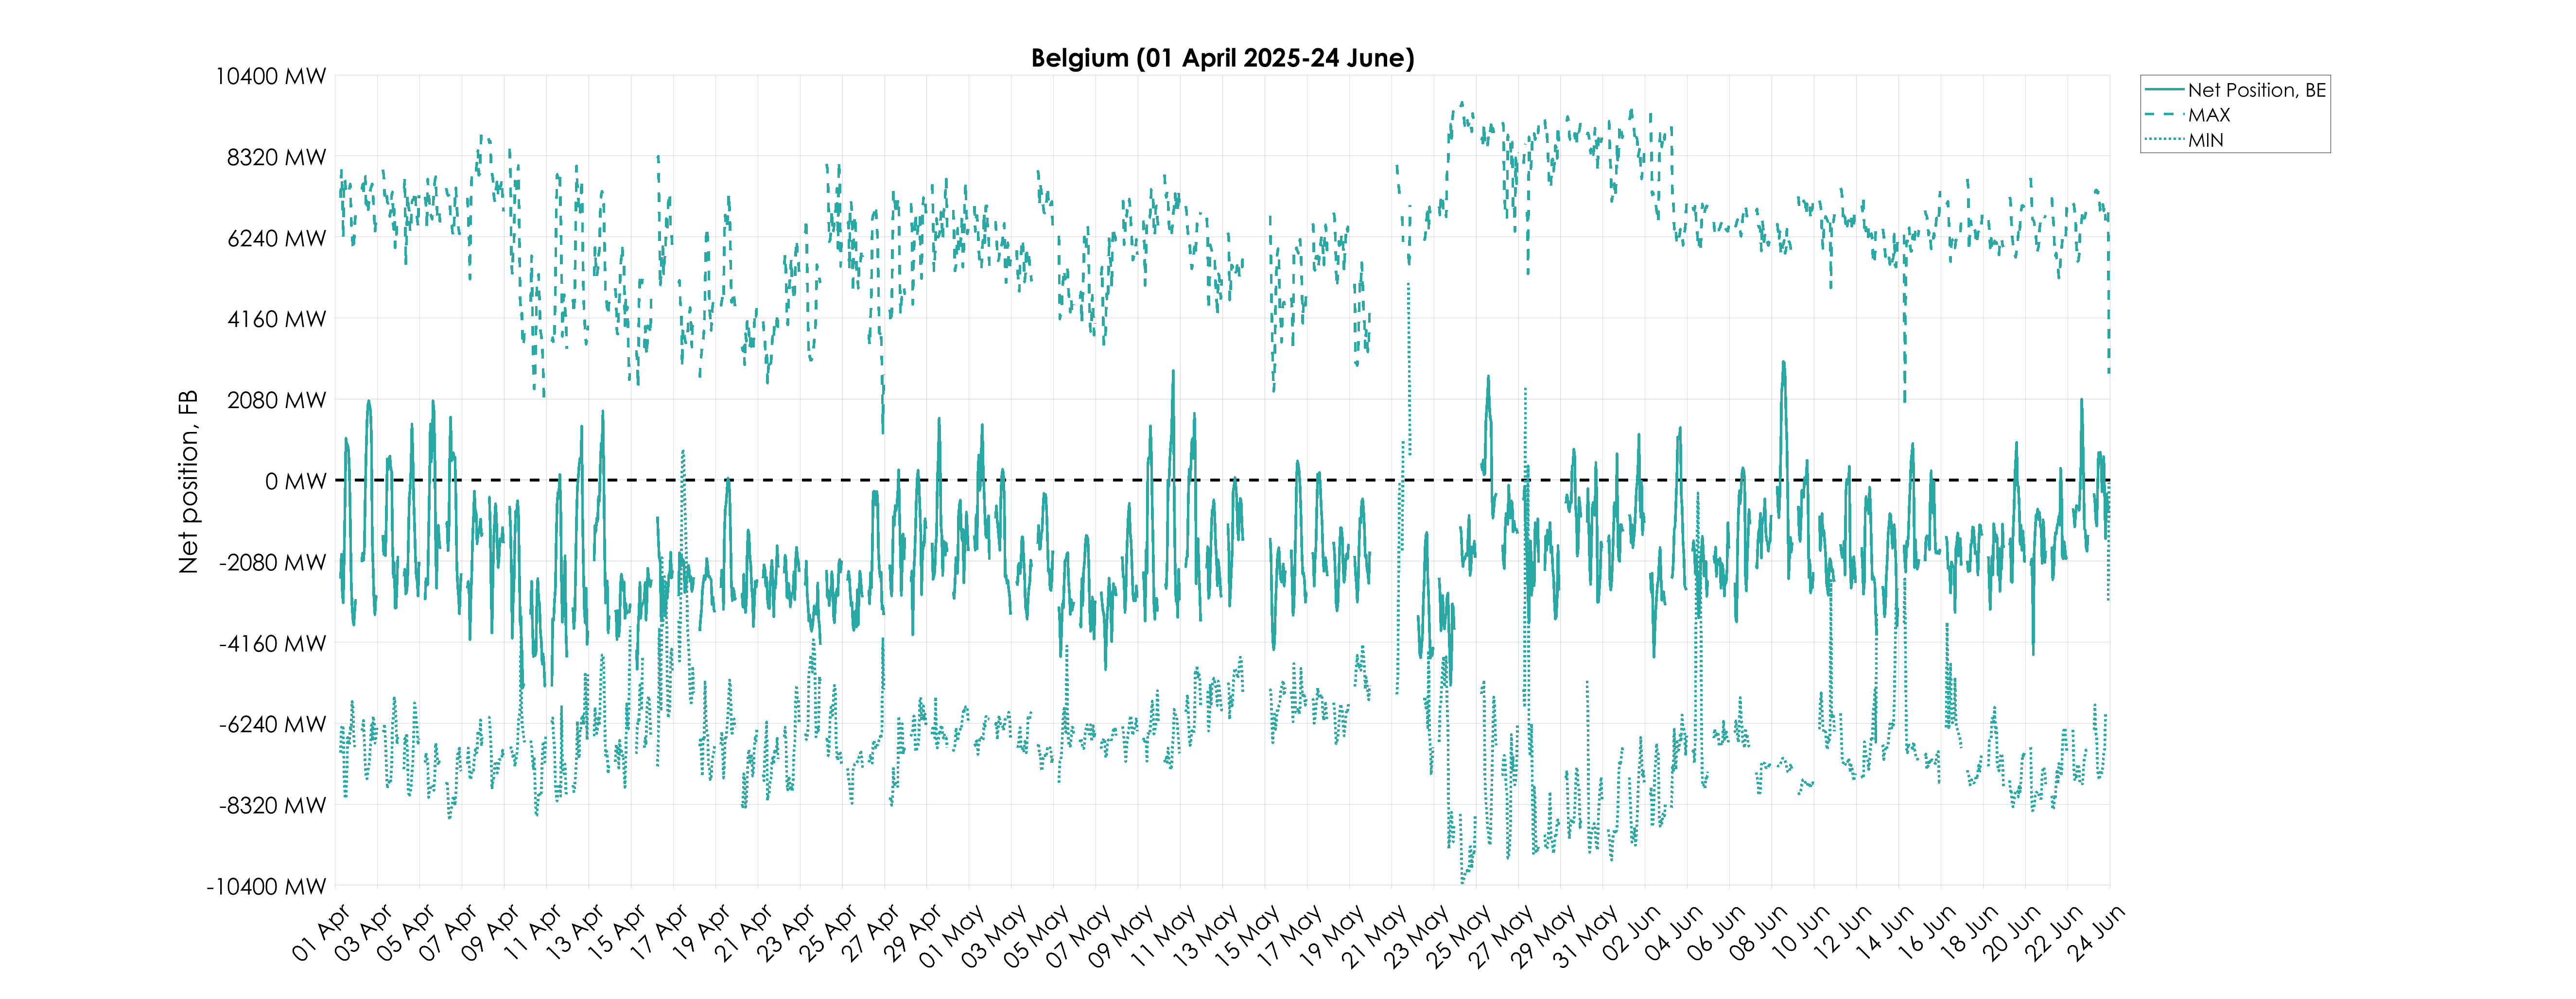 Belgium (01 April 2025-24 June)
10400 MW
8320 MW
6240 MW
4160 MW
2080 MW
0 MW
-2080 MW
-4160 MW
-6240 MW
-8320 MW
-10400 MW
Net position, FB
01 Apr
03 Apr
05 Apr
07 Apr
09 Apr
11 Apr
13 Apr
15 Apr
17 Apr
19 Apr
21 Apr
23 Apr
25 Apr
27 Apr
29 Apr
01 May
03 May
05 May
07 May
09 May
11 May
13 May
15 May
17 May
19 May
21 May
23 May
25 May
27 May
29 May
31 May
02 Jun
04 Jun
06 Jun
08 Jun
10 Jun
12 Jun
14 Jun
16 Jun
18 Jun
20 Jun
22 Jun
24 Jun
Net Position, BE
MAX
MIN